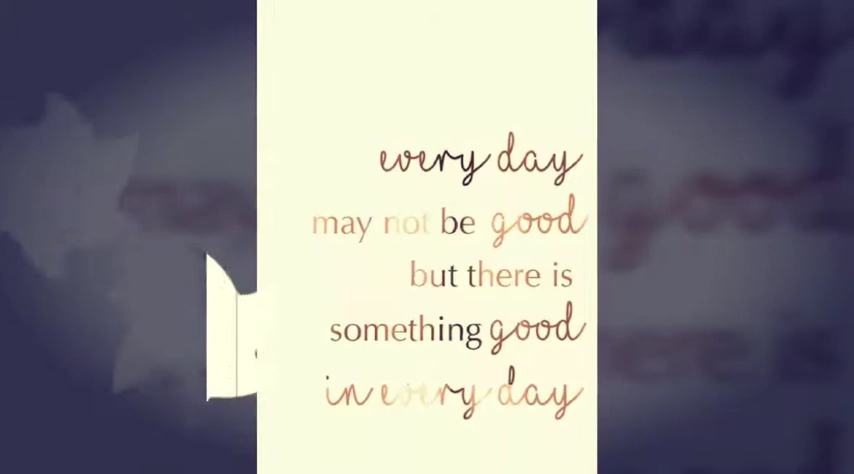 every day
may not be good
but there is
something good
in every day